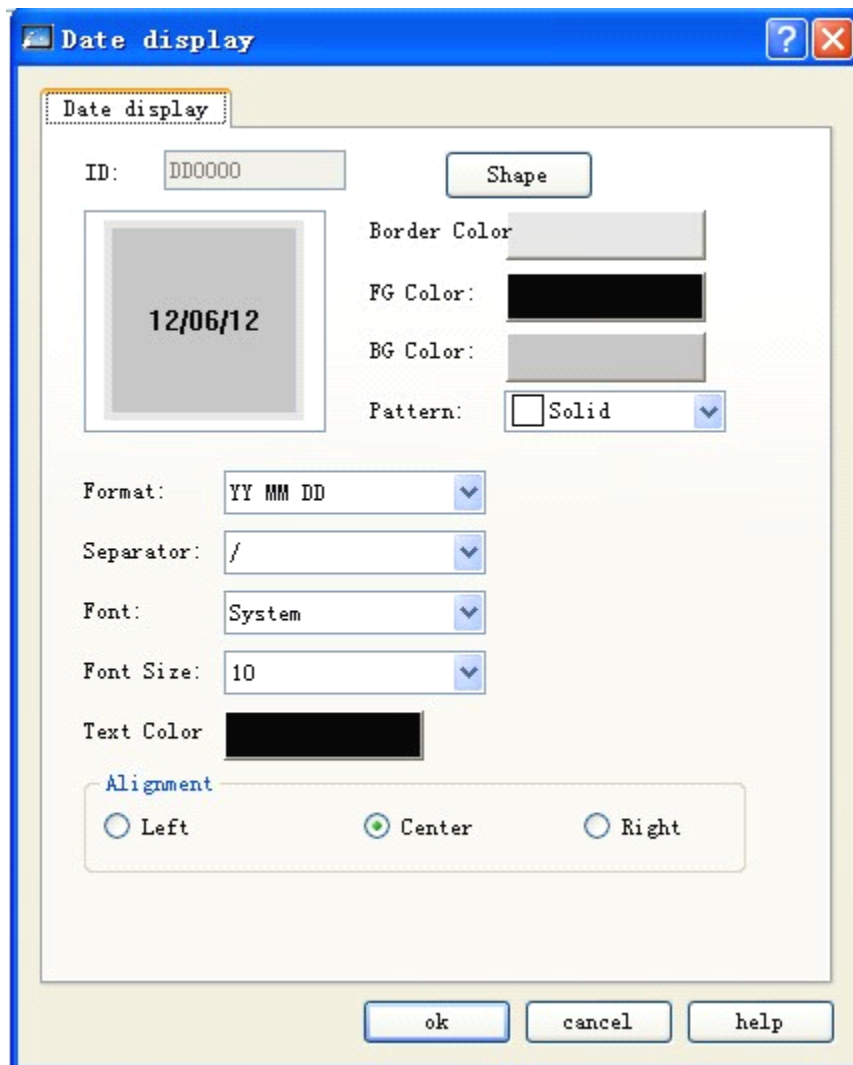 Date display
Date display
ID: DD0000 Shape
Border Color
FG Color:
12/06/12
BG Color:
Pattern: Solid
Format: YY MM DD
Separator: /
Font: System
Font Size: 10
Text Color
Alignment
Left Center Right
ok cancel help